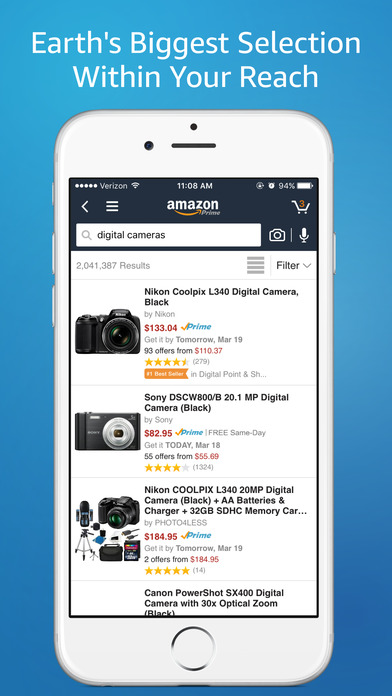 Earth's Biggest Selection
Within Your Reach
Verizon 11:08 AM 94%
amazon
Prime
3
digital cameras
2,041,387 Results Filter
Nikon Coolpix L340 Digital Camera,
Black
by Nikon
$133.04 Prime
Get it by Tomorrow, Mar 19
93 offers from $110.37
(279)
#1 Best Seller in Digital Point & Sh...
Sony DSCW800/B 20.1 MP Digital
Camera (Black)
by Sony
$82.95 Prime | FREE Same-Day
Get it TODAY, Mar 18
55 offers from $55.69
(1324)
Nikon COOLPIX L340 20MP Digital
Camera (Black) + AA Batteries &
Charger + 32GB SDHC Memory Car...
by PHOTO4LESS
$184.95 Prime
Get it by Tomorrow, Mar 19
2 offers from $184.95
(14)
Canon PowerShot SX400 Digital
Camera with 30x Optical Zoom
(Black)